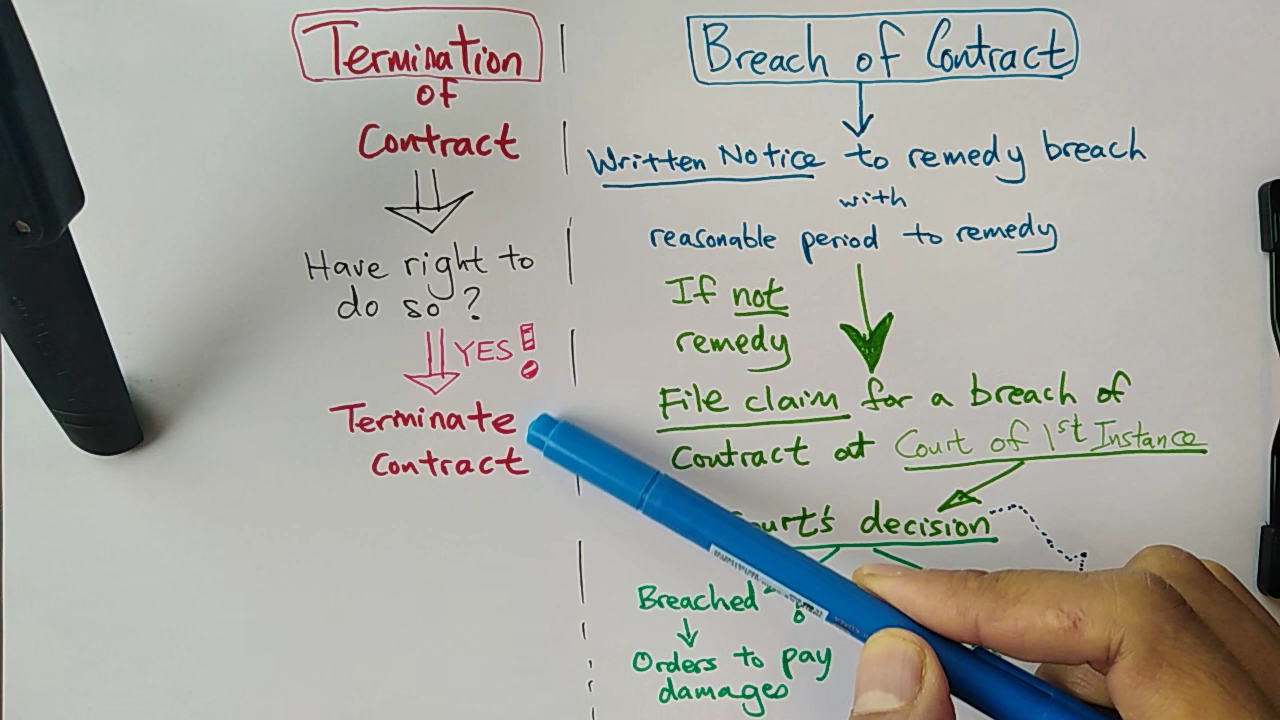 Termination
of
Contract
Have right to
do so?
YES!
Terminate
Contract
Breach of Contract
Written Notice to remedy breach
with
reasonable period to remedy
If not
remedy
File claim for a breach of
Contract at Court of 1st Instance
decision
Breached
Orders to pay
damages